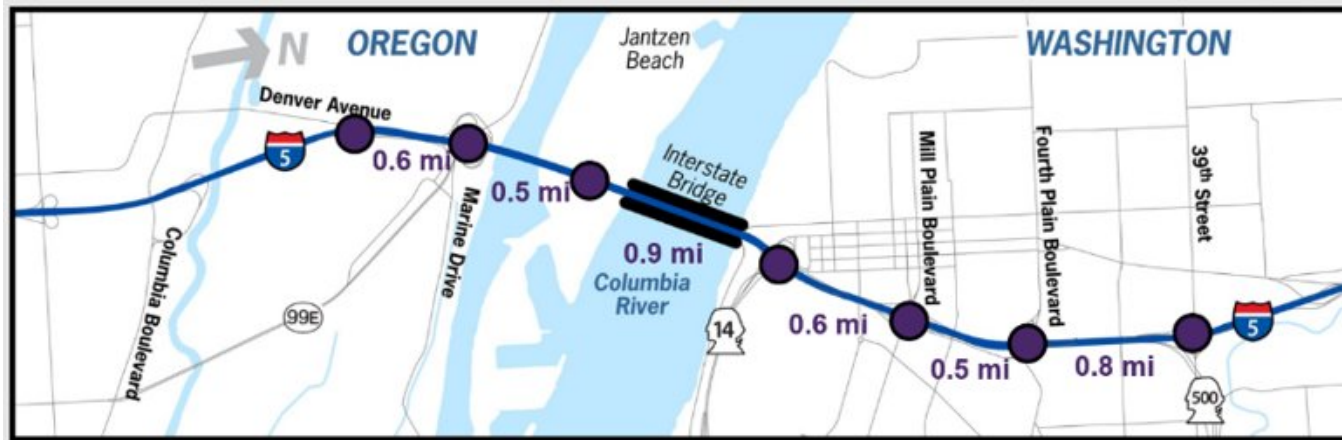 N
OREGON
Jantzen
Beach
WASHINGTON
Denver Avenue
5
0.6 mi
0.5 mi
Interstate
Bridge
0.9 mi
Columbia
River
Marine Drive
Columbia Boulevard
99E
14
0.6 mi
Mill Plain Boulevard
0.5 mi
Fourth Plain Boulevard
0.8 mi
39th Street
5
500